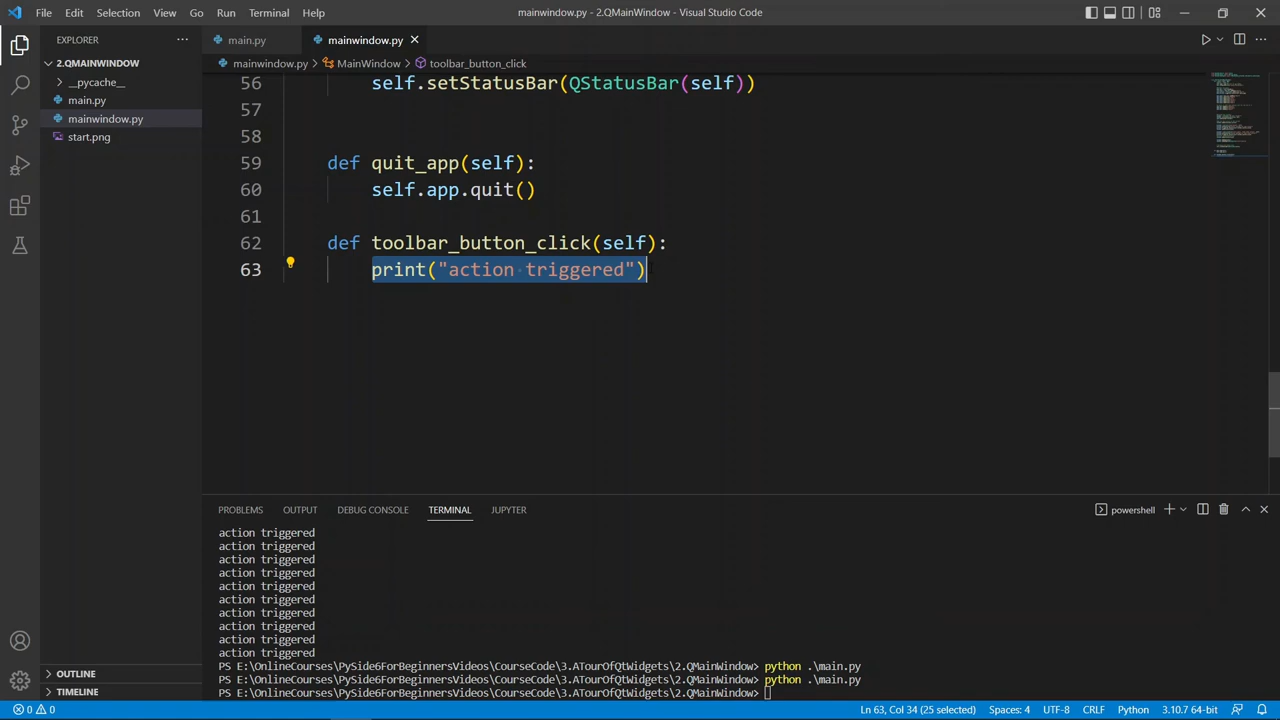 File Edit Selection View Go Run Terminal Help
mainwindow.py - 2.QMainWindow - Visual Studio Code
EXPLORER
main.py
mainwindow.py
2.QMAINWINDOW
mainwindow.py > MainWindow > toolbar_button_click
__pycache__
main.py
mainwindow.py
start.png
56 self.setStatusBar(QStatusBar(self))
57
58
59 def quit_app(self):
60 self.app.quit()
61
62 def toolbar_button_click(self):
63 print("action triggered")
PROBLEMS OUTPUT DEBUG CONSOLE TERMINAL JUPYTER
powershell
action triggered
action triggered
action triggered
action triggered
action triggered
action triggered
action triggered
action triggered
action triggered
action triggered
PS E:\OnlineCourses\PySide6ForBeginnersVideos\CourseCode\3.ATourOfQtWidgets\2.QMainWindow> python .\main.py
PS E:\OnlineCourses\PySide6ForBeginnersVideos\CourseCode\3.ATourOfQtWidgets\2.QMainWindow> python .\main.py
PS E:\OnlineCourses\PySide6ForBeginnersVideos\CourseCode\3.ATourOfQtWidgets\2.QMainWindow>
OUTLINE
TIMELINE
0 0
Ln 63, Col 34 (25 selected) Spaces: 4 UTF-8 CRLF Python 3.10.7 64-bit